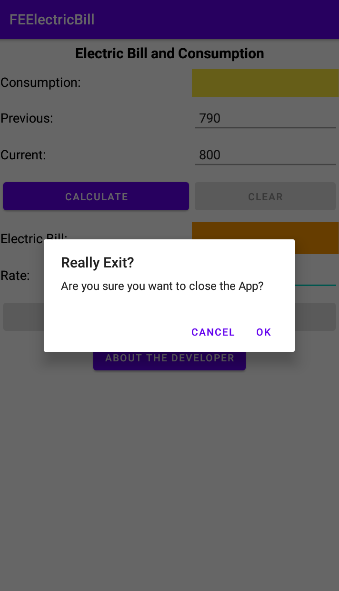 FEElectricBill
Electric Bill and Consumption
Consumption:
Previous: 790
Current: 800
CALCULATE CLEAR
Electric Bill:
Rate:
Really Exit?
Are you sure you want to close the App?
CANCEL OK
ABOUT THE DEVELOPER